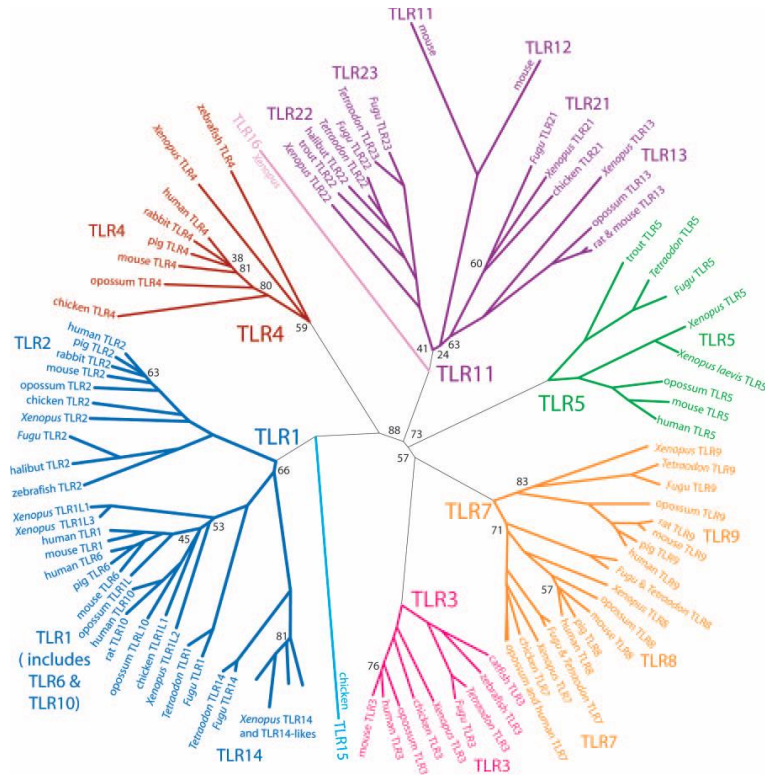 TLR11
mouse
TLR12
mouse
TLR23
Tetraodon TLR23
Fugu TLR23
TLR22
Fugu TLR22
Tetraodon TLR22
halibut TLR22
trout TLR22
Xenopus TLR22
TLR16
Xenopus
TLR21
Fugu TLR21
Xenopus TLR21
chicken TLR21
Xenopus TLR13
TLR13
opossum TLR13
rat & mouse TLR13
60
63
24
41
TLR11
zebrafish TLR4
Xenopus TLR4
human TLR4
rabbit TLR4
TLR4
pig TLR4
mouse TLR4
opossum TLR4
chicken TLR4
38
81
80
59
TLR4
trout TLR5
Tetraodon TLR5
Fugu TLR5
Xenopus TLR5
TLR5
Xenopus laevis TLR5
opossum TLR5
mouse TLR5
human TLR5
TLR5
TLR2
human TLR2
pig TLR2
rabbit TLR2
mouse TLR2
opossum TLR2
chicken TLR2
Xenopus TLR2
Fugu TLR2
halibut TLR2
zebrafish TLR2
63
TLR1
66
88
73
57
Xenopus TLR1L1
Xenopus TLR1L3
human TLR1
mouse TLR1
human TLR6
pig TLR6
mouse TLR6
opossum TLR1L
human TLR10
rat TLR10
opossum TLRL10
chicken TLR1L1
Xenopus TLR1L2
Tetraodon TLR1
Fugu TLR1
53
45
TLR1
( includes
TLR6 &
TLR10)
Tetraodon TLR14
Fugu TLR14
81
Xenopus TLR14
and TLR14-likes
TLR14
chicken
TLR15
TLR3
76
mouse TLR3
human TLR3
opossum TLR3
chicken TLR3
Xenopus TLR3
Fugu TLR3
Tetraodon TLR3
zebrafish TLR3
catfish TLR3
TLR3
TLR7
83
71
57
Xenopus TLR9
Tetraodon TLR9
Fugu TLR9
opossum TLR9
rat TLR9
mouse TLR9
TLR9
pig TLR9
human TLR9
Fugu & Tetraodon TLR8
Xenopus TLR8
opossum TLR8
mouse TLR8
pig TLR8
human TLR8
TLR8
Fugu & Tetraodon TLR7
Xenopus TLR7
chicken TLR7
opossum and human TLR7
TLR7